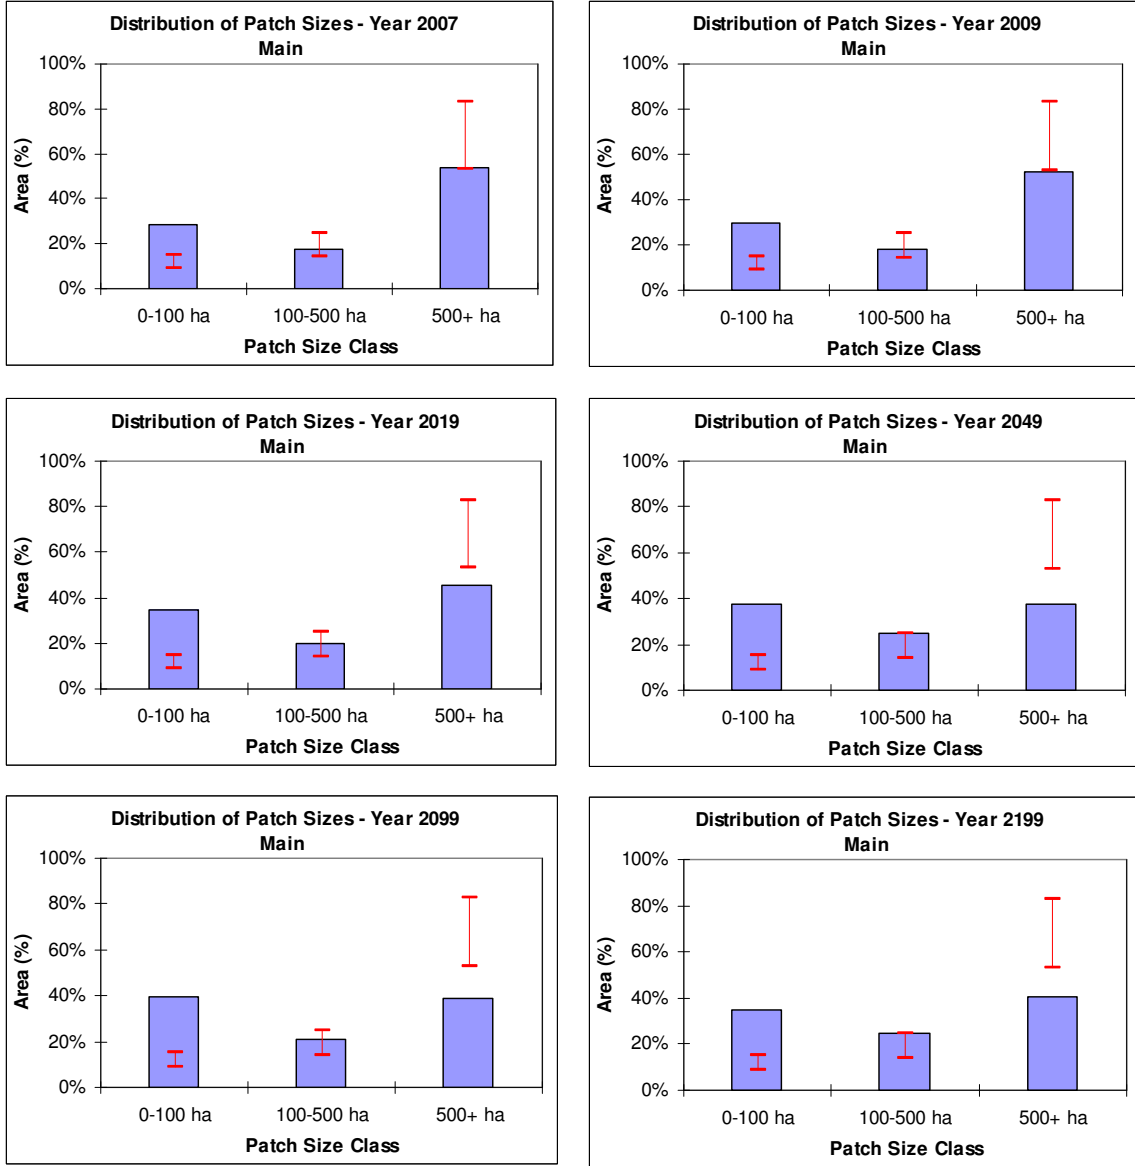 Distribution of Patch Sizes - Year 2007
Main
100%
80%
60%
40%
20%
0%
Area (%)
0-100 ha
100-500 ha
500+ ha
Patch Size Class
Distribution of Patch Sizes - Year 2009
Main
100%
80%
60%
40%
20%
0%
Area (%)
0-100 ha
100-500 ha
500+ ha
Patch Size Class
Distribution of Patch Sizes - Year 2019
Main
100%
80%
60%
40%
20%
0%
Area (%)
0-100 ha
100-500 ha
500+ ha
Patch Size Class
Distribution of Patch Sizes - Year 2049
Main
100%
80%
60%
40%
20%
0%
Area (%)
0-100 ha
100-500 ha
500+ ha
Patch Size Class
Distribution of Patch Sizes - Year 2099
Main
100%
80%
60%
40%
20%
0%
Area (%)
0-100 ha
100-500 ha
500+ ha
Patch Size Class
Distribution of Patch Sizes - Year 2199
Main
100%
80%
60%
40%
20%
0%
Area (%)
0-100 ha
100-500 ha
500+ ha
Patch Size Class